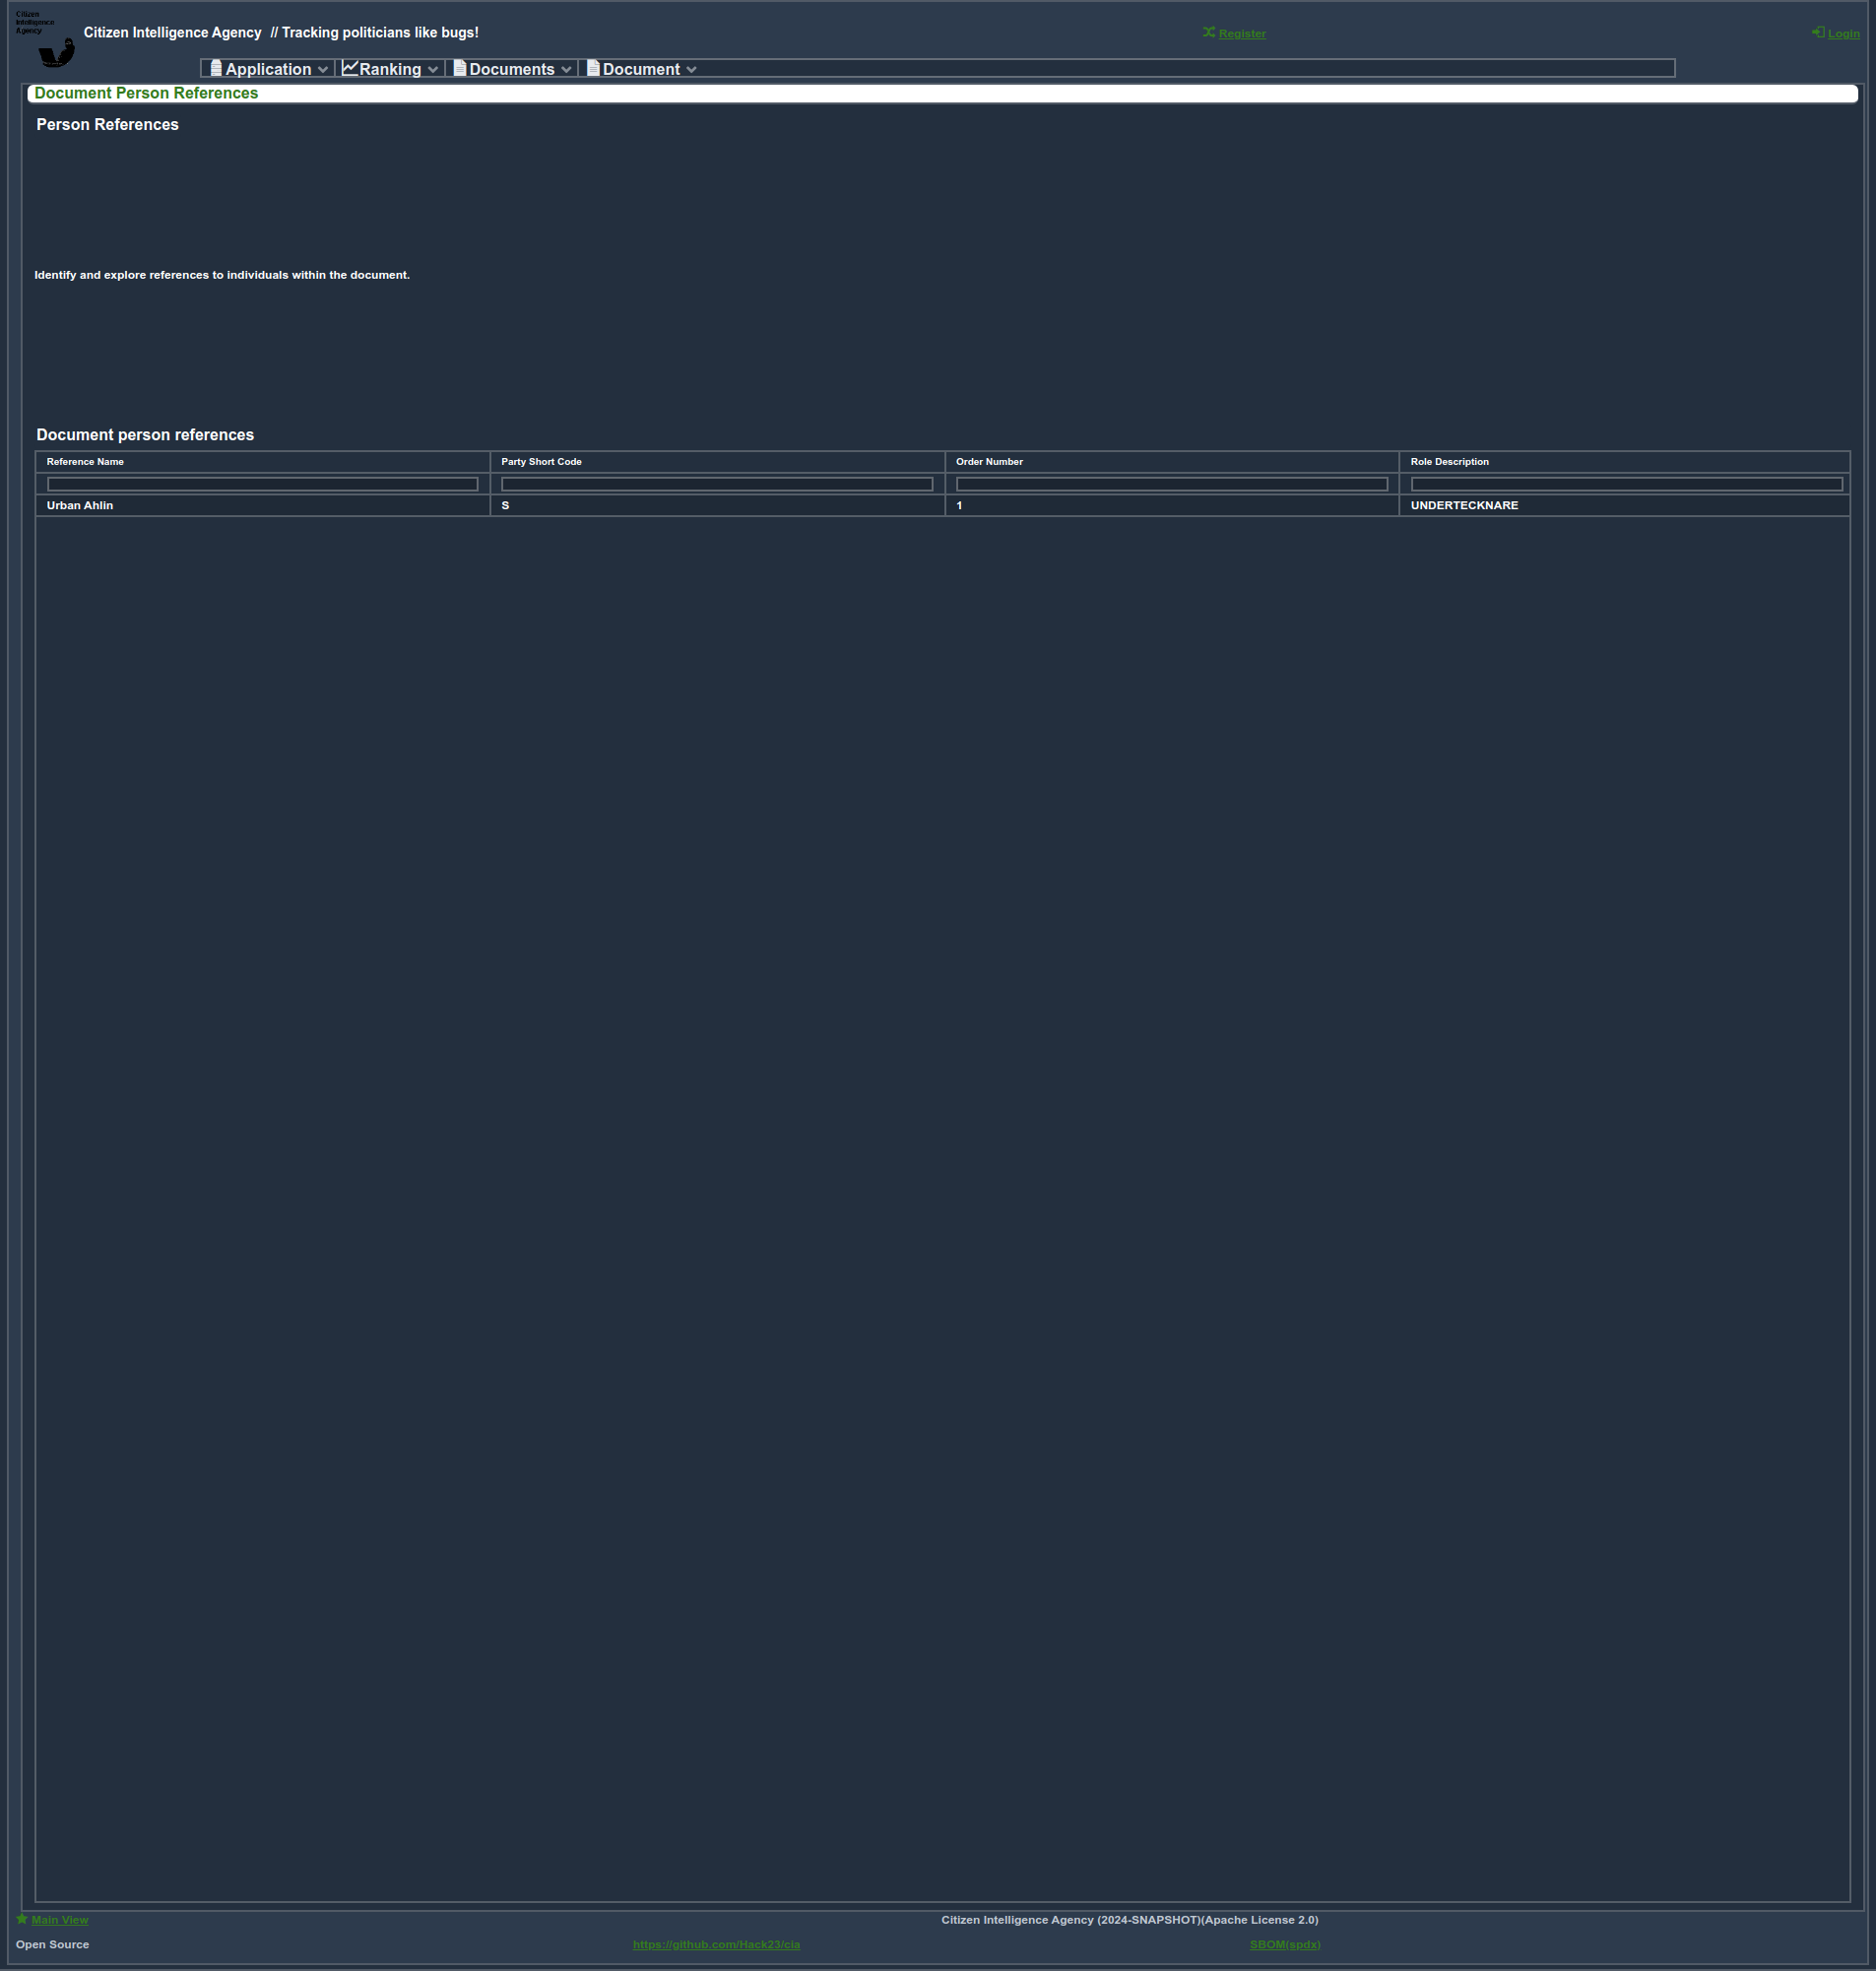 Citizen
Intelligence
Agency
Citizen Intelligence Agency // Tracking politicians like bugs!
Register
Login
Application
Ranking
Documents
Document
Document Person References
Person References
Identify and explore references to individuals within the document.
Document person references
Reference Name
Party Short Code
Order Number
Role Description
Urban Ahlin
S
1
UNDERTECKNARE
Main View
Citizen Intelligence Agency (2024-SNAPSHOT)(Apache License 2.0)
Open Source
https://github.com/Hack23/cia
SBOM(spdx)